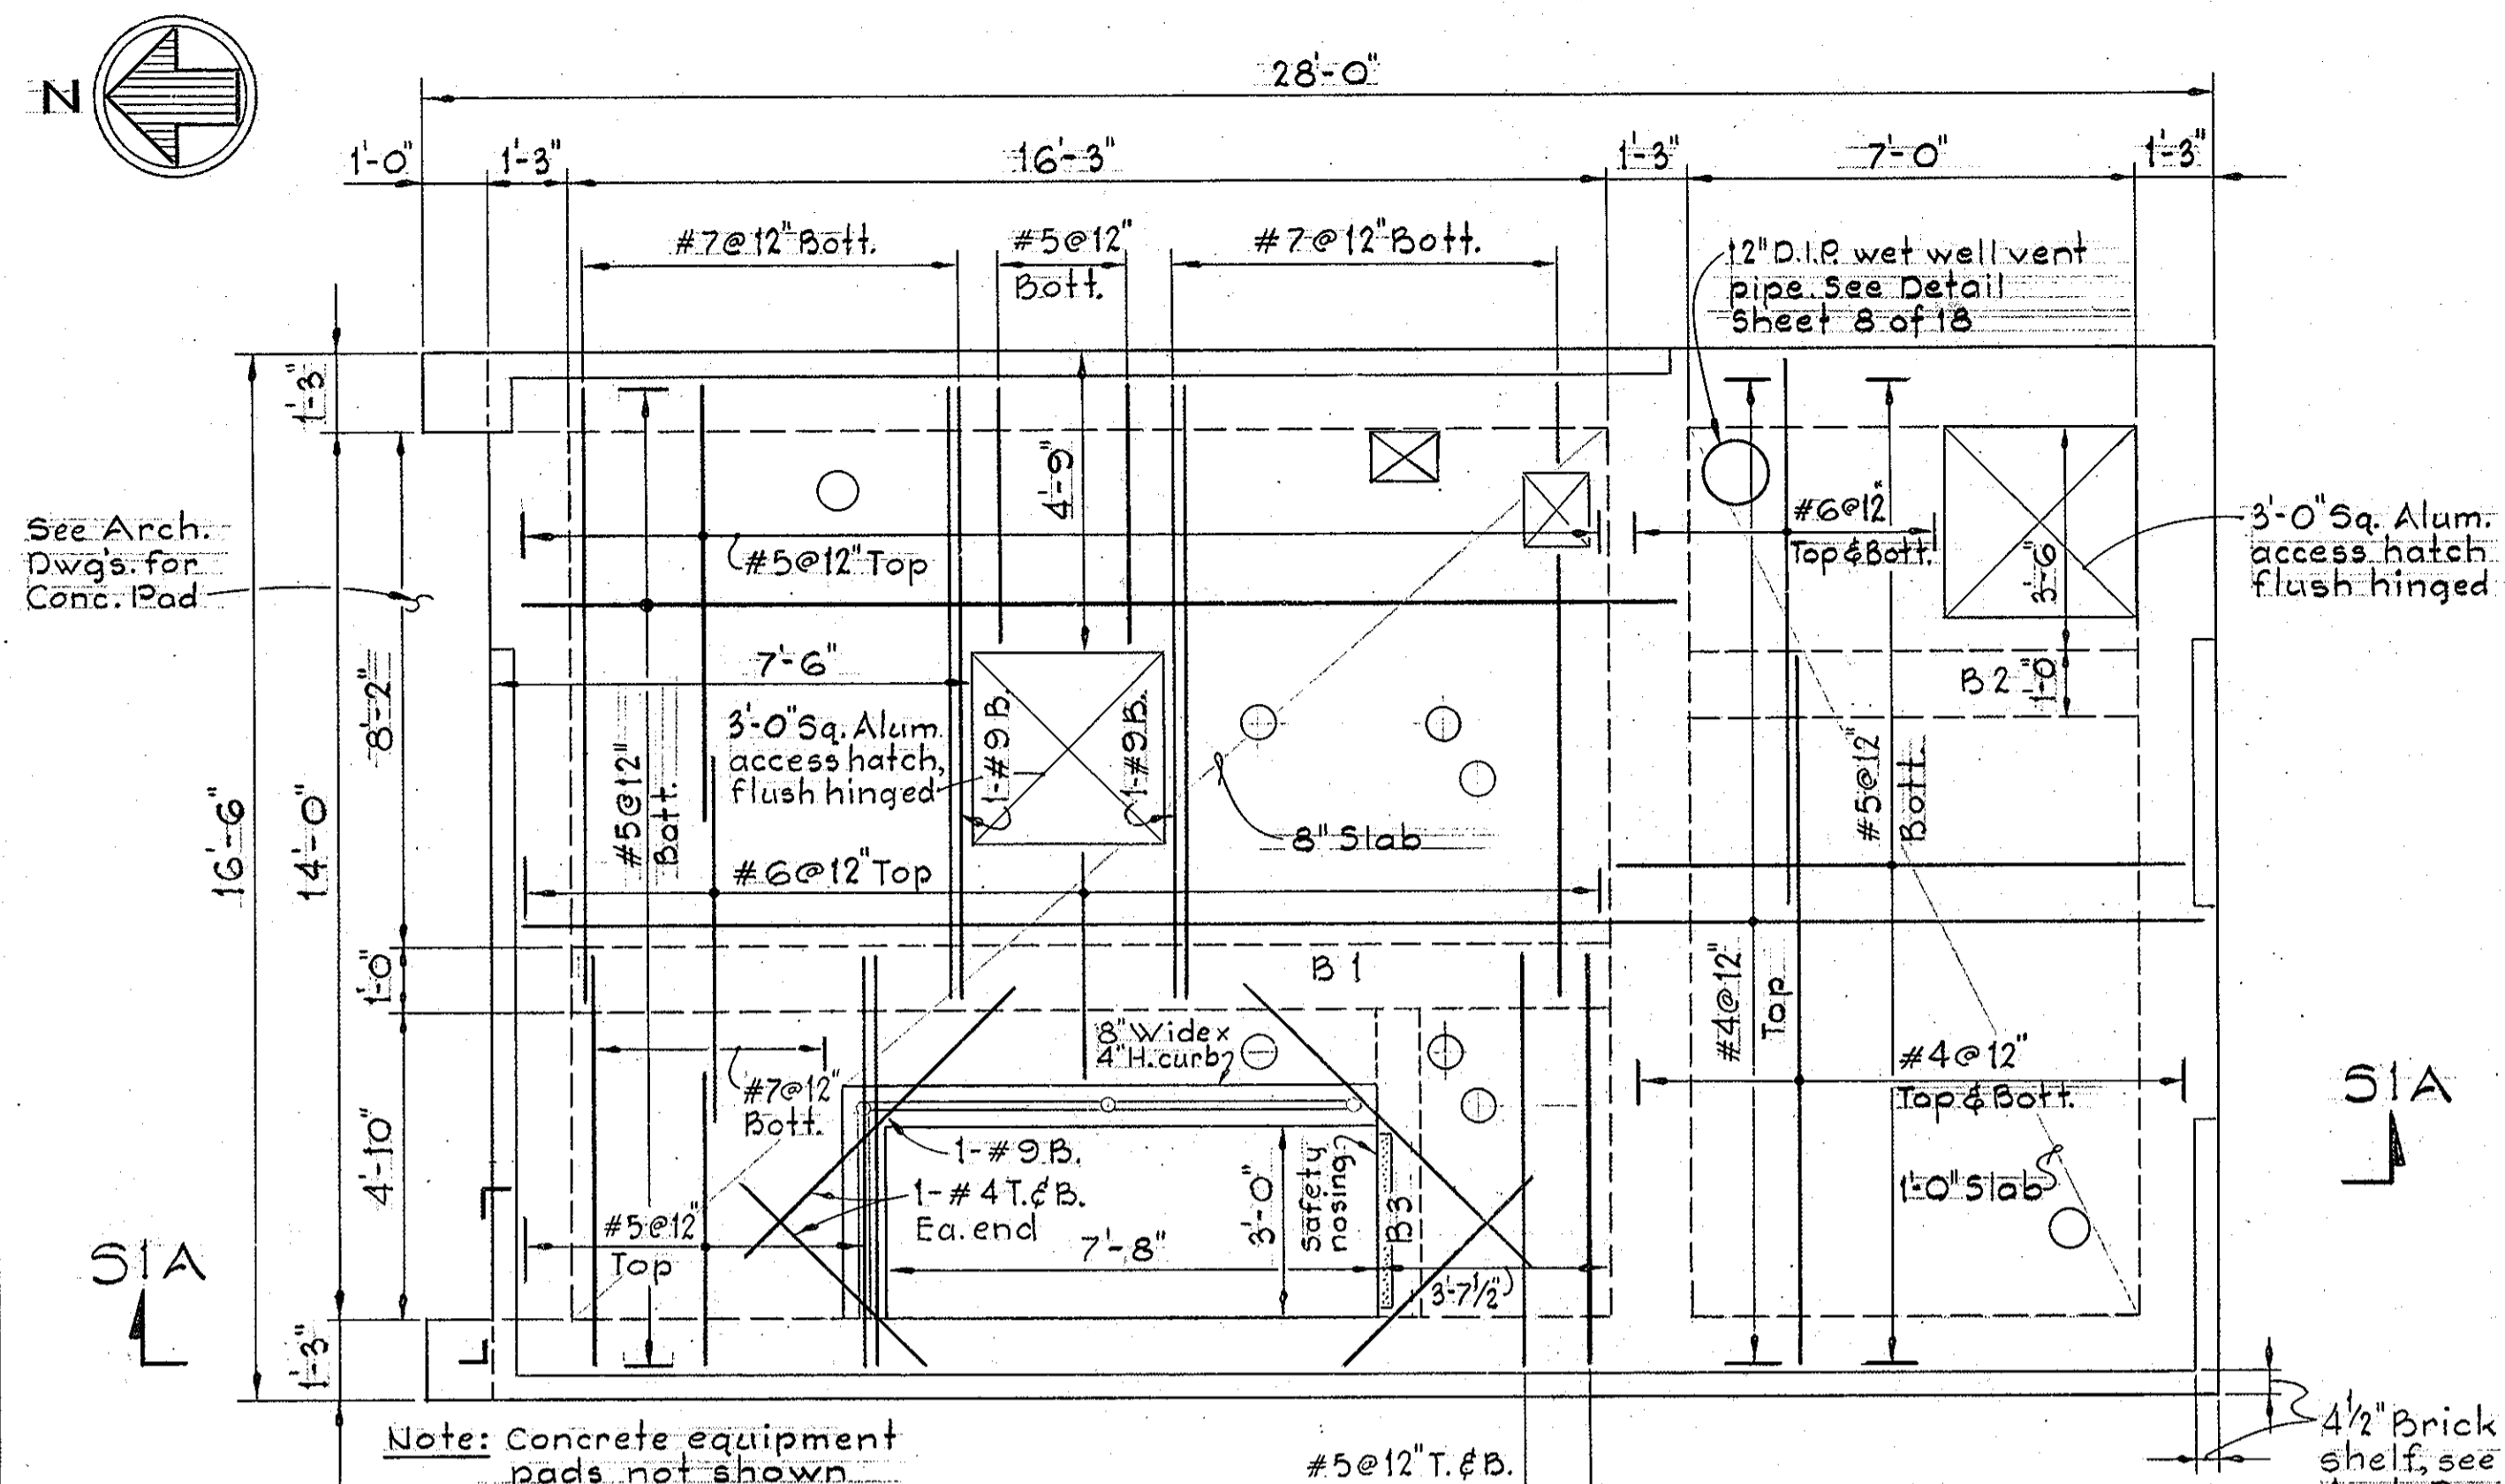 N
28'-0"
1'-0"
1'-3"
16'-3"
1'-3"
7'-0"
1'-3"
#7@12" Bott.
#5@12"
Bott.
#7@12" Bott.
12" D.I.P. wet well vent
pipe. See Detail
Sheet 8 of 18
1'-3"
4'-9"
See Arch.
Dwg's. for
Conc. Pad
#5@12" Top
#6@12"
Top & Bott.
3'-6"
3'-0" Sq. Alum.
access hatch
flush hinged
7'-6"
B2
1'-0"
8'-2"
3'-0" Sq. Alum.
access hatch,
flush hinged
1-#9 B.
1-#9 B.
#5@12"
Bott.
#5@12"
Bott.
16'-6"
14'-0"
8" Slab
#6@12" Top
1'-0"
B1
#4@12"
Top
8" Wide x
4" H. curb
#7@12"
Bott.
#4@12"
Top & Bott.
S1A
4'-10"
1-#9 B.
1-#4 T.&B.
Ea. end
3'-0"
Safety
nosing
B3
1'-0" Slab
#5@12"
Top
7'-8"
3'-7 1/2"
S1A
1'-3"
Note: Concrete equipment
pads not shown
#5@12" T.&B.
4 1/2" Brick
shelf, see